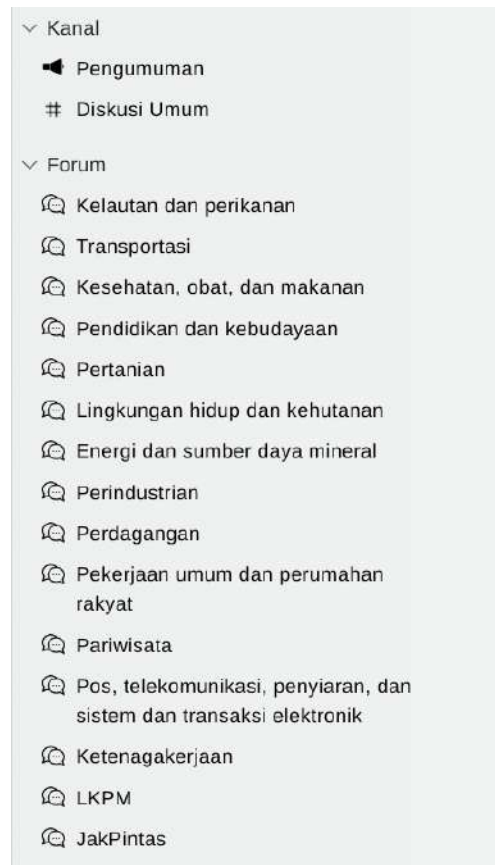 Kanal
Pengumuman
# Diskusi Umum
Forum
Kelautan dan perikanan
Transportasi
Kesehatan, obat, dan makanan
Pendidikan dan kebudayaan
Pertanian
Lingkungan hidup dan kehutanan
Energi dan sumber daya mineral
Perindustrian
Perdagangan
Pekerjaan umum dan perumahan
rakyat
Pariwisata
Pos, telekomunikasi, penyiaran, dan
sistem dan transaksi elektronik
Ketenagakerjaan
LKPM
JakPintas